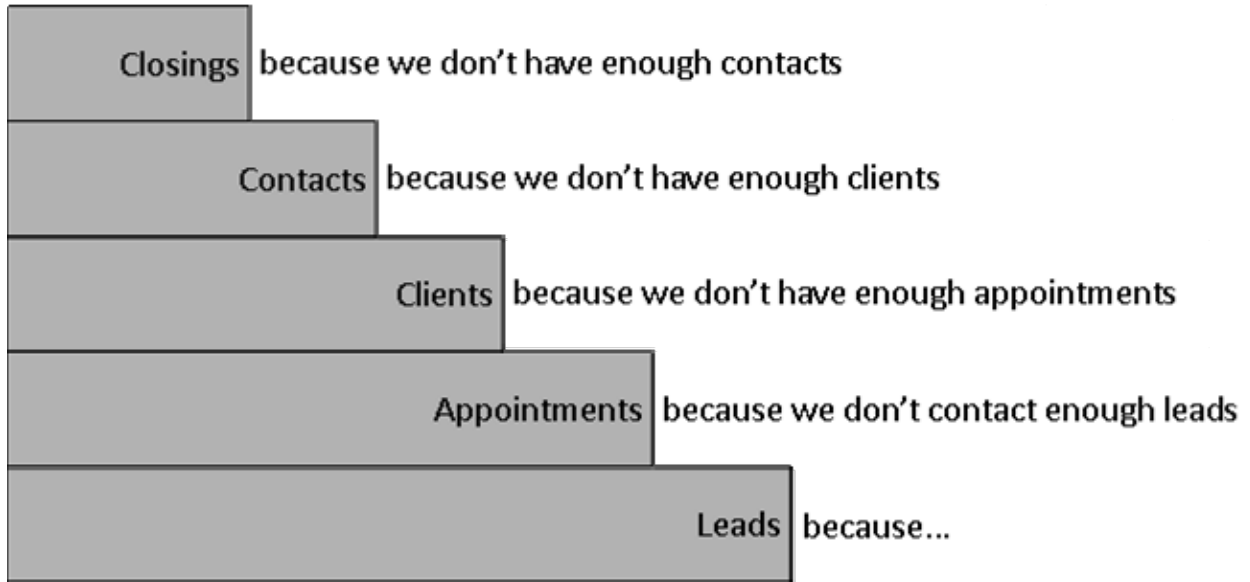 Closings because we don't have enough contacts
Contacts because we don't have enough clients
Clients because we don't have enough appointments
Appointments because we don't contact enough leads
Leads because...